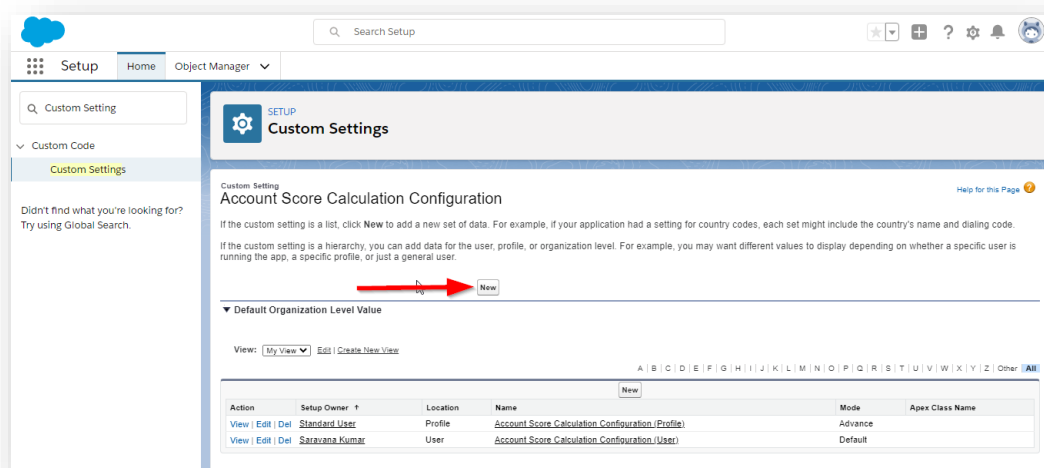 Search Setup
Setup Home Object Manager
Custom Setting
Custom Code
Custom Settings
Didn't find what you're looking for?
Try using Global Search.
SETUP
Custom Settings
Custom Setting
Account Score Calculation Configuration
Help for this Page
If the custom setting is a list, click New to add a new set of data. For example, if your application had a setting for country codes, each set might include the country's name and dialing code.
If the custom setting is a hierarchy, you can add data for the user, profile, or organization level. For example, you may want different values to display depending on whether a specific user is
running the app, a specific profile, or just a general user.
New
Default Organization Level Value
View: My View Edit | Create New View
A | B | C | D | E | F | G | H | I | J | K | L | M | N | O | P | Q | R | S | T | U | V | W | X | Y | Z | Other All
New
Action Setup Owner ↑ Location Name Mode Apex Class Name
View | Edit | Del Standard User Profile Account Score Calculation Configuration (Profile) Advance
View | Edit | Del Saravana Kumar User Account Score Calculation Configuration (User) Default